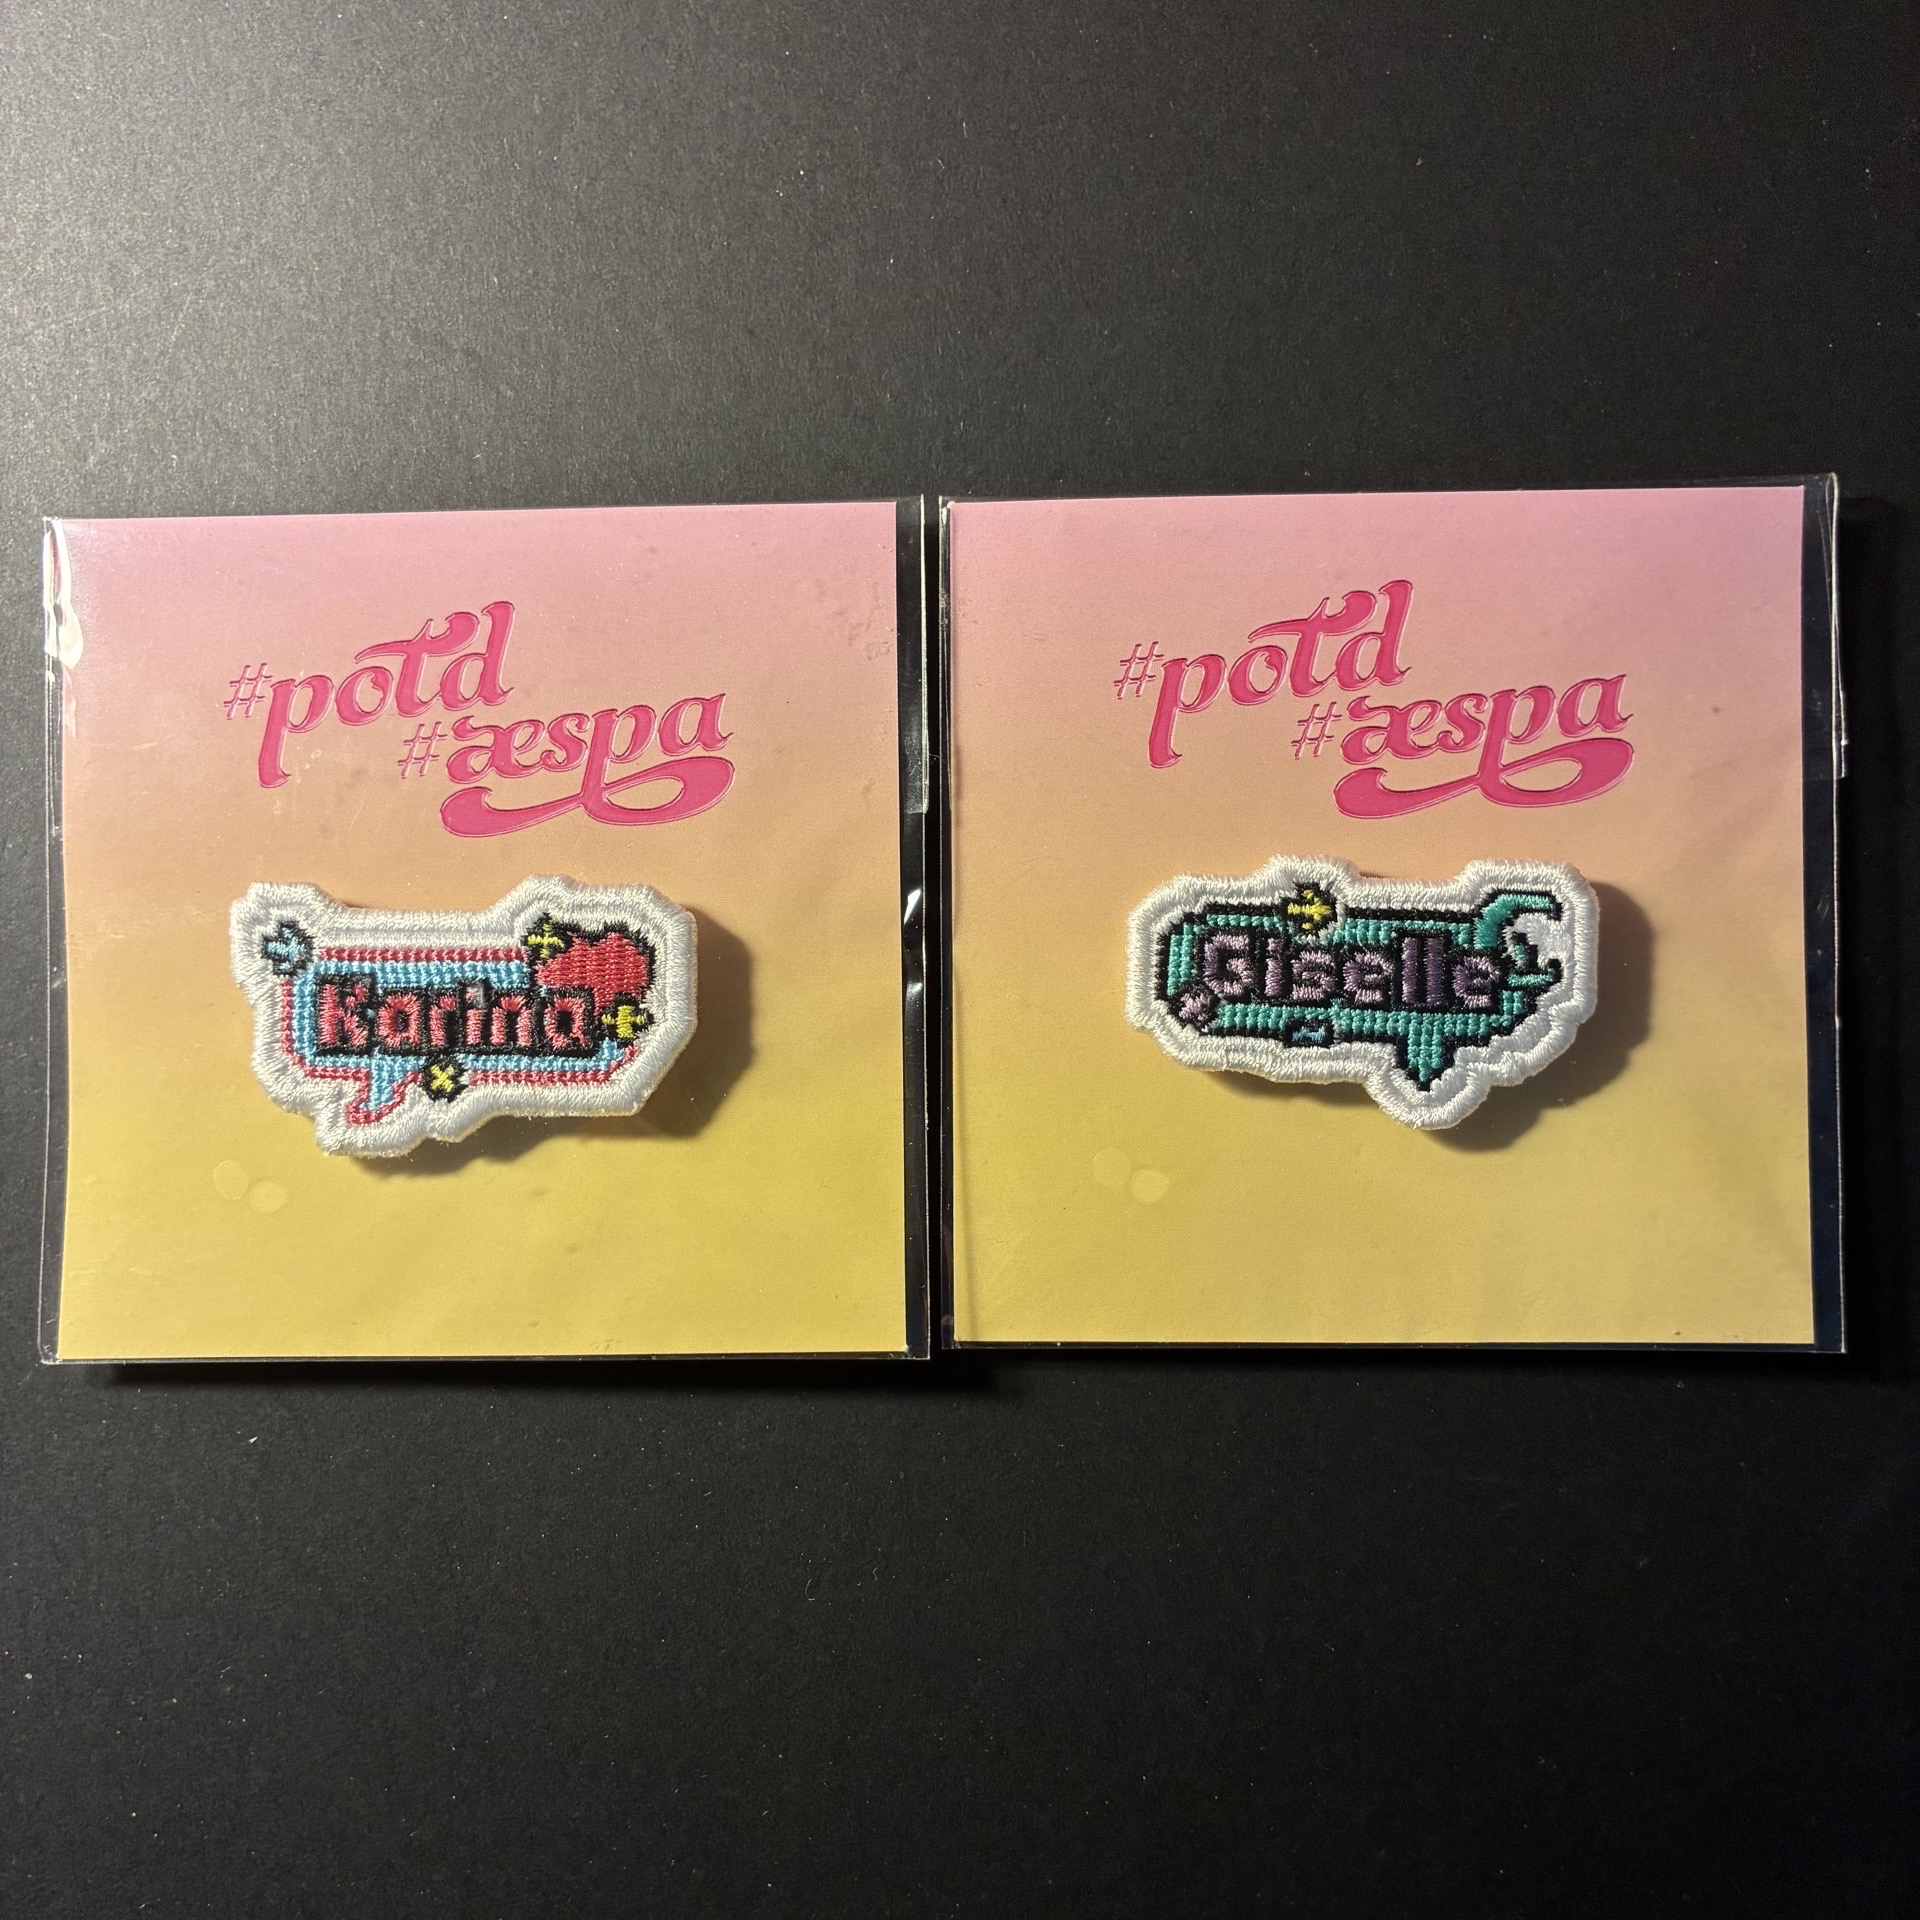 #potd
#æspa
Karina
#potd
#æspa
Giselle